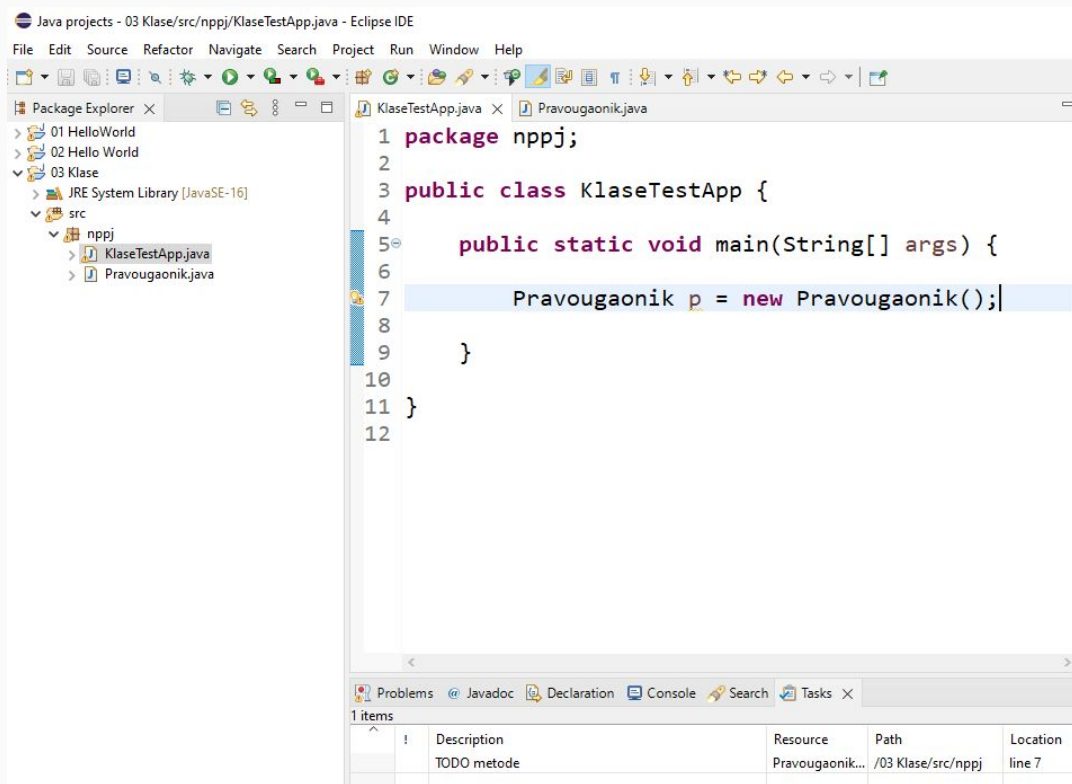 Java projects - 03 Klase/src/nppj/KlaseTestApp.java - Eclipse IDE
File Edit Source Refactor Navigate Search Project Run Window Help
Package Explorer
01 HelloWorld
02 Hello World
03 Klase
JRE System Library [JavaSE-16]
src
nppj
KlaseTestApp.java
Pravougaonik.java
KlaseTestApp.java Pravougaonik.java
1 package nppj;
2
3 public class KlaseTestApp {
4
5 public static void main(String[] args) {
6
7 Pravougaonik p = new Pravougaonik();
8
9 }
10
11 }
12
Problems @ Javadoc Declaration Console Search Tasks
1 items
! Description Resource Path Location
TODO metode Pravougaonik... /03 Klase/src/nppj line 7